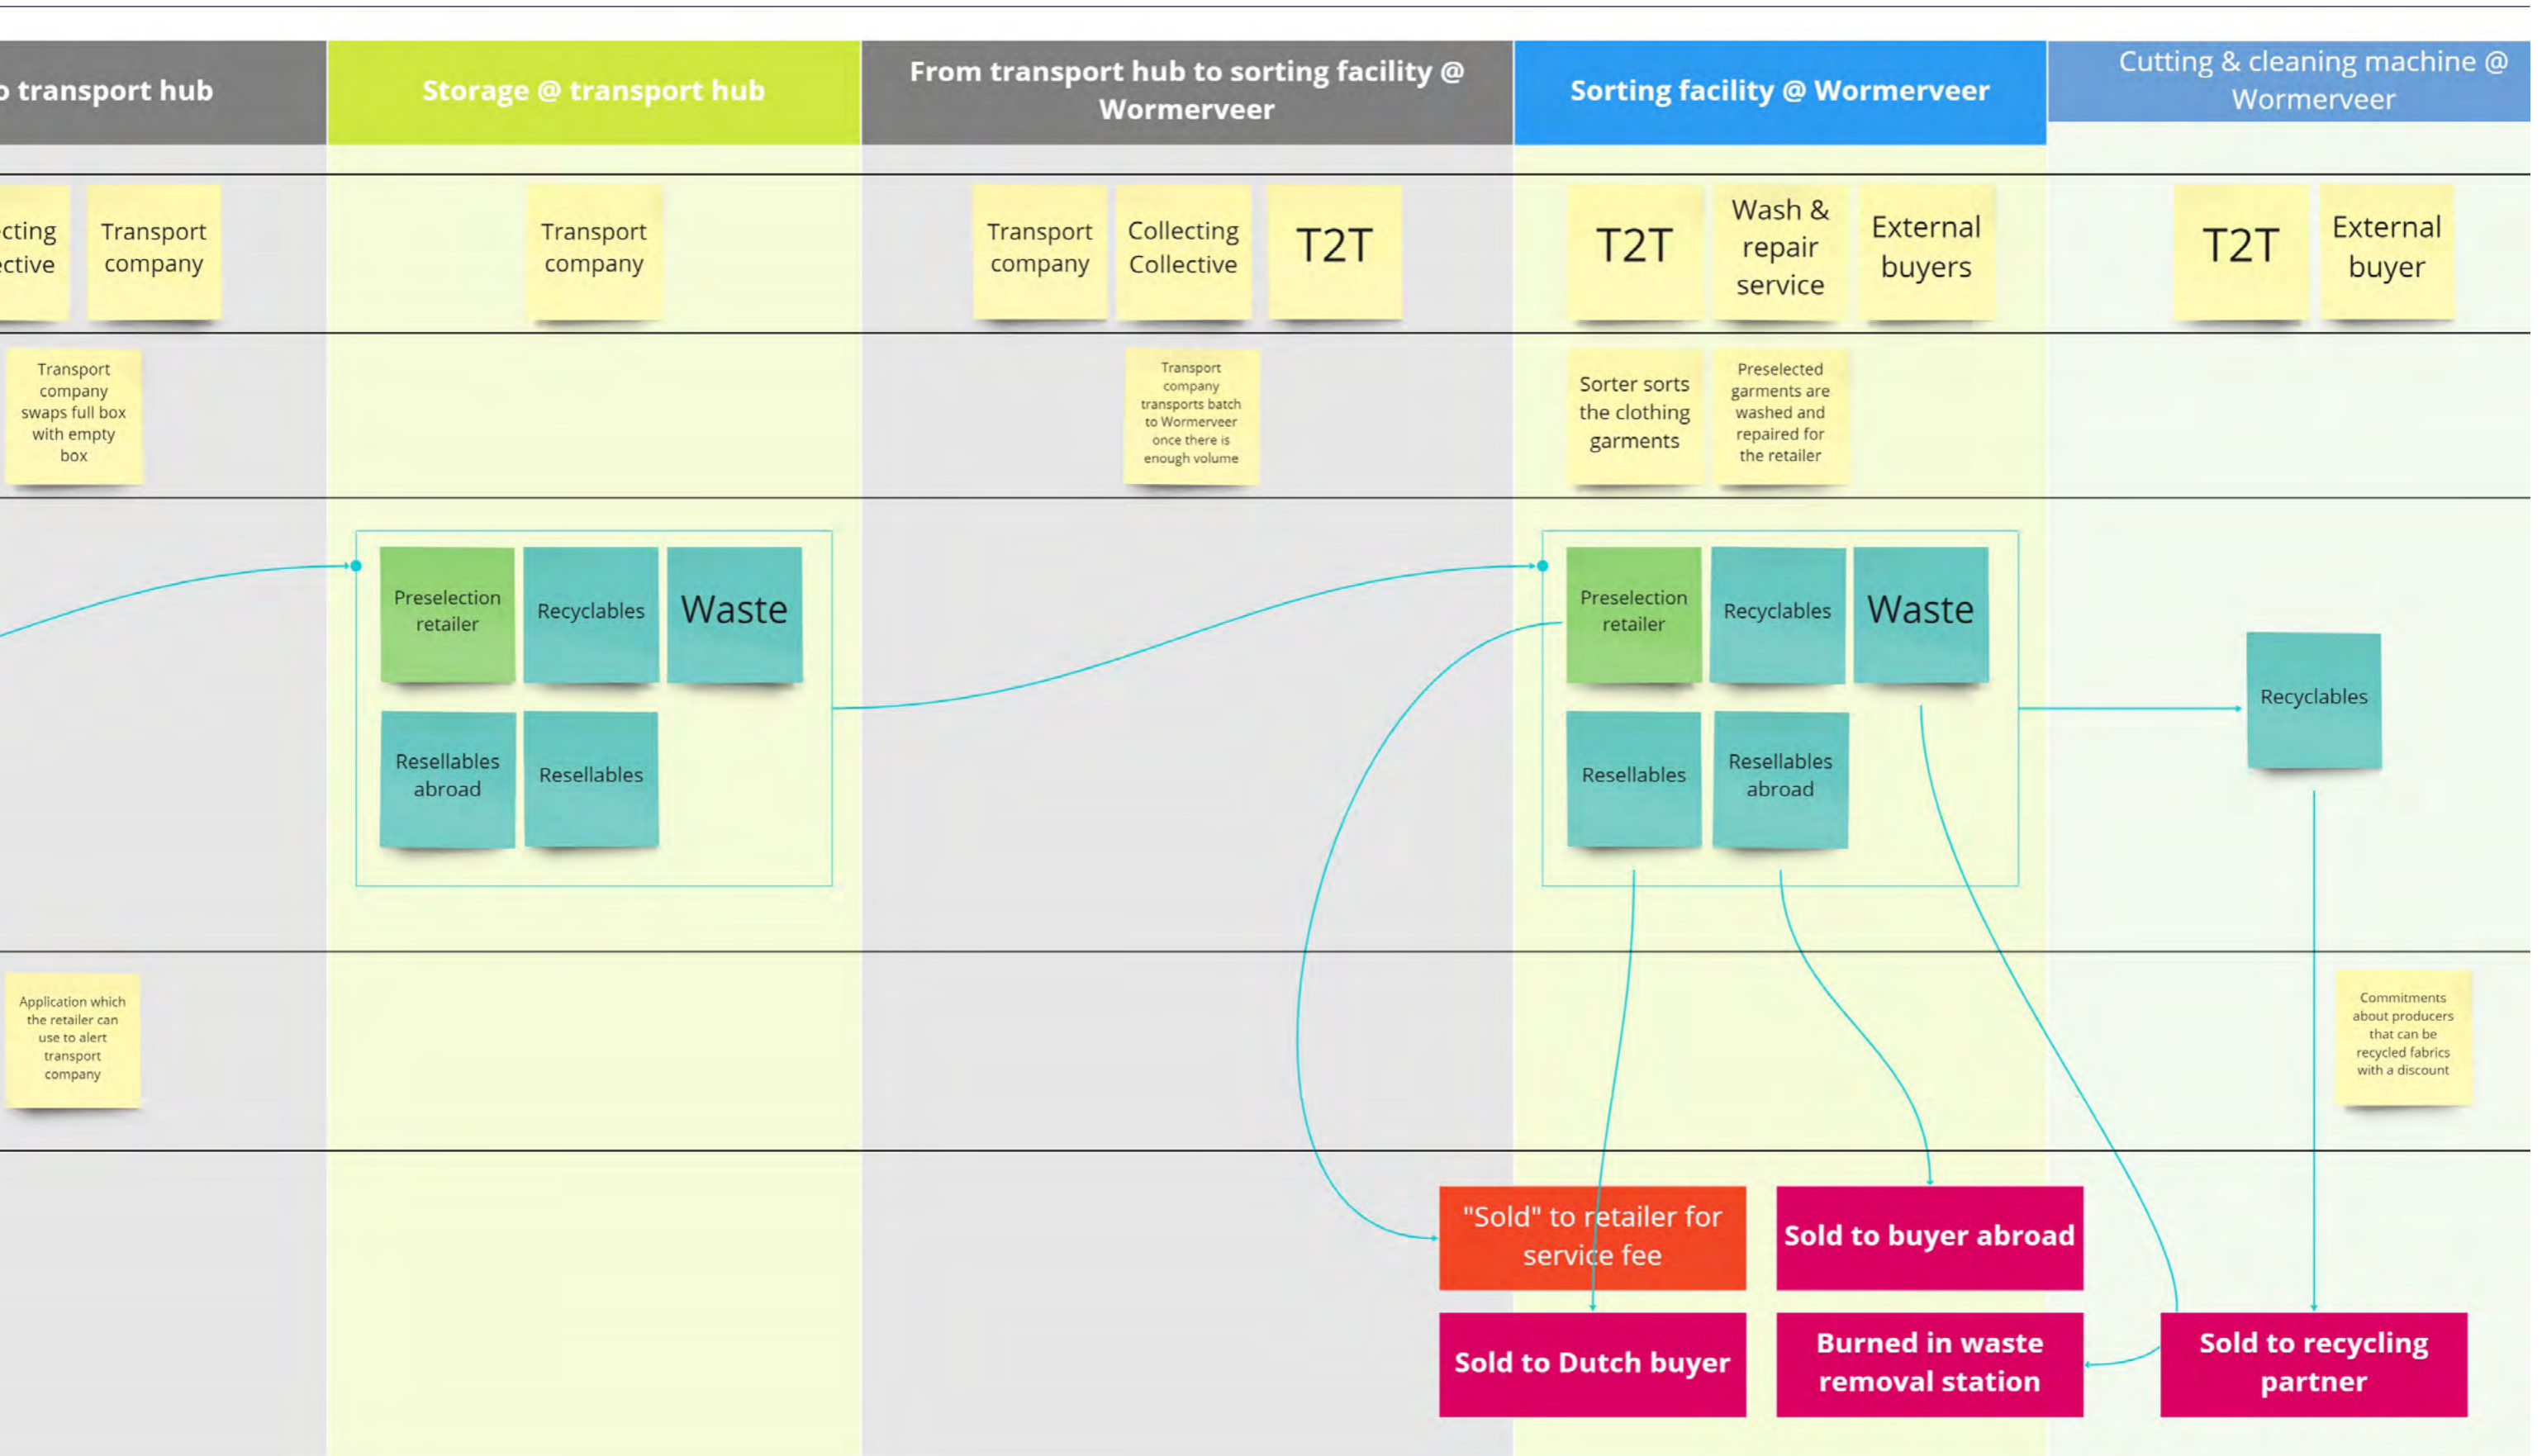 transport hub
Storage @ transport hub
From transport hub to sorting facility @
Wormerveer
Sorting facility @ Wormerveer
Cutting & cleaning machine @
Wormerveer
Transport
company
Transport
company
Transport
company
Collecting
Collective
T2T
T2T
Wash &
repair
service
External
buyers
T2T
External
buyer
Transport
company
swaps full box
with empty
box
Transport
company
transports batch
to Wormerveer
once there is
enough volume
Sorter sorts
the clothing
garments
Preselected
garments are
washed and
repaired for
the retailer
Preselection
retailer
Recyclables
Waste
Resellables
abroad
Resellables
Preselection
retailer
Recyclables
Waste
Resellables
Resellables
abroad
Recyclables
Application which
the retailer can
use to alert
transport
company
Commitments
about producers
that can be
recycled fabrics
with a discount
"Sold" to retailer for
service fee
Sold to buyer abroad
Sold to Dutch buyer
Burned in waste
removal station
Sold to recycling
partner